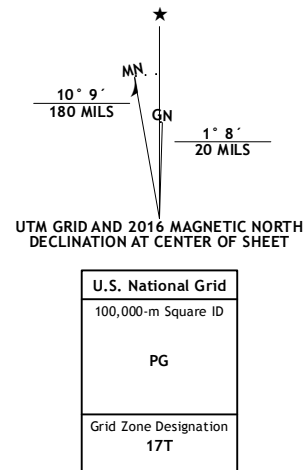 ★
MN
GN
10° 9´
180 MILS
1° 8´
20 MILS
UTM GRID AND 2016 MAGNETIC NORTH
DECLINATION AT CENTER OF SHEET
U.S. National Grid
100,000-m Square ID
PG
Grid Zone Designation
17T